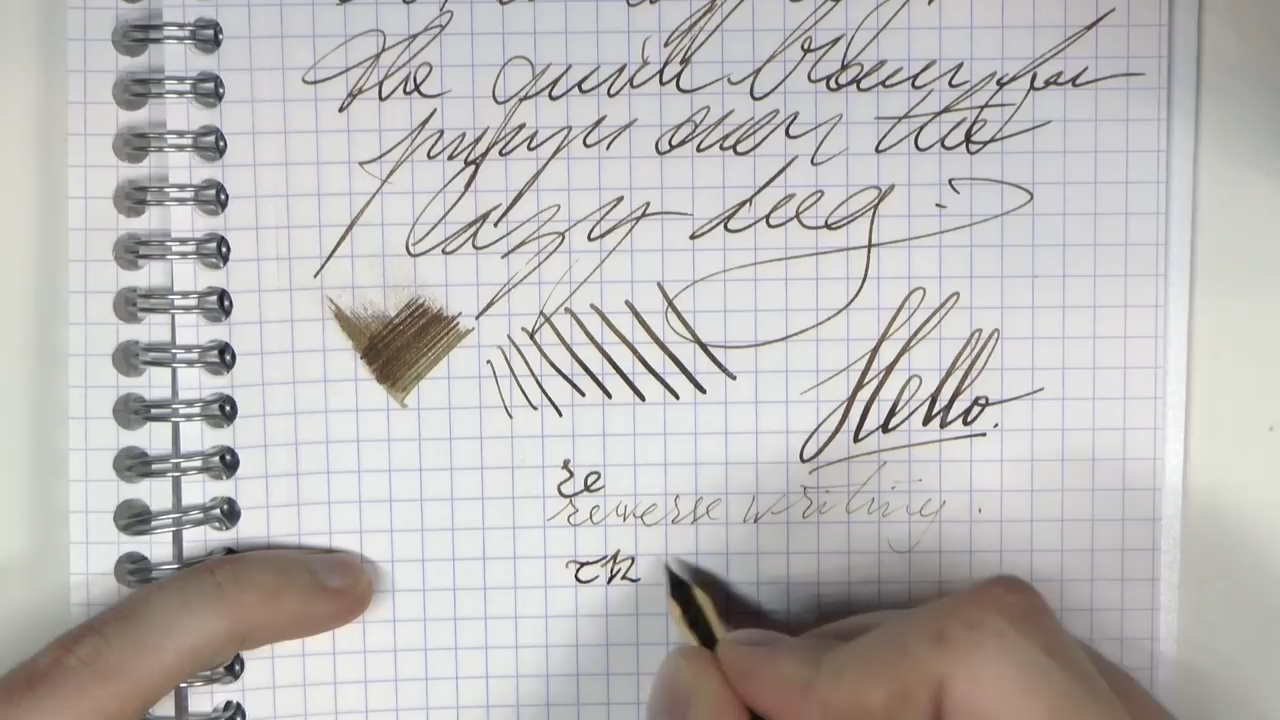 The quick brown fox
jumps over the
lazy dog :)
Hello.
re
reverse writing.